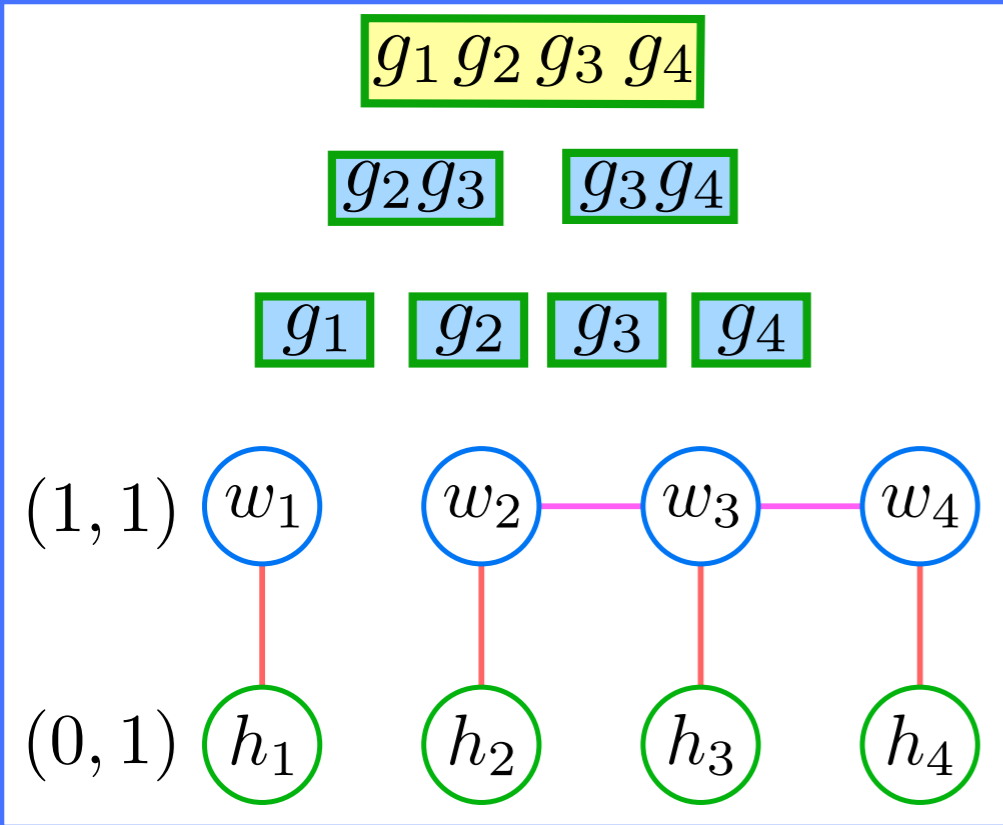 g₁ g₂ g₃ g₄
g₂g₃ g₃g₄
g₁ g₂ g₃ g₄
(1, 1) w₁ w₂ w₃ w₄
(0, 1) h₁ h₂ h₃ h₄